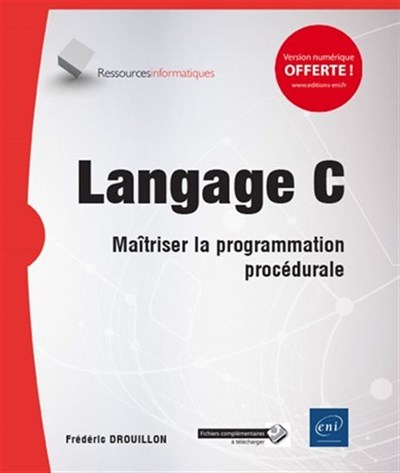 Ressourcesinformatiques
Version numérique
OFFERTE !
www.editions-eni.fr
Langage C
Maîtriser la programmation
procédurale
Frédéric DROUILLON
Fichiers complémentaires
à télécharger
eni